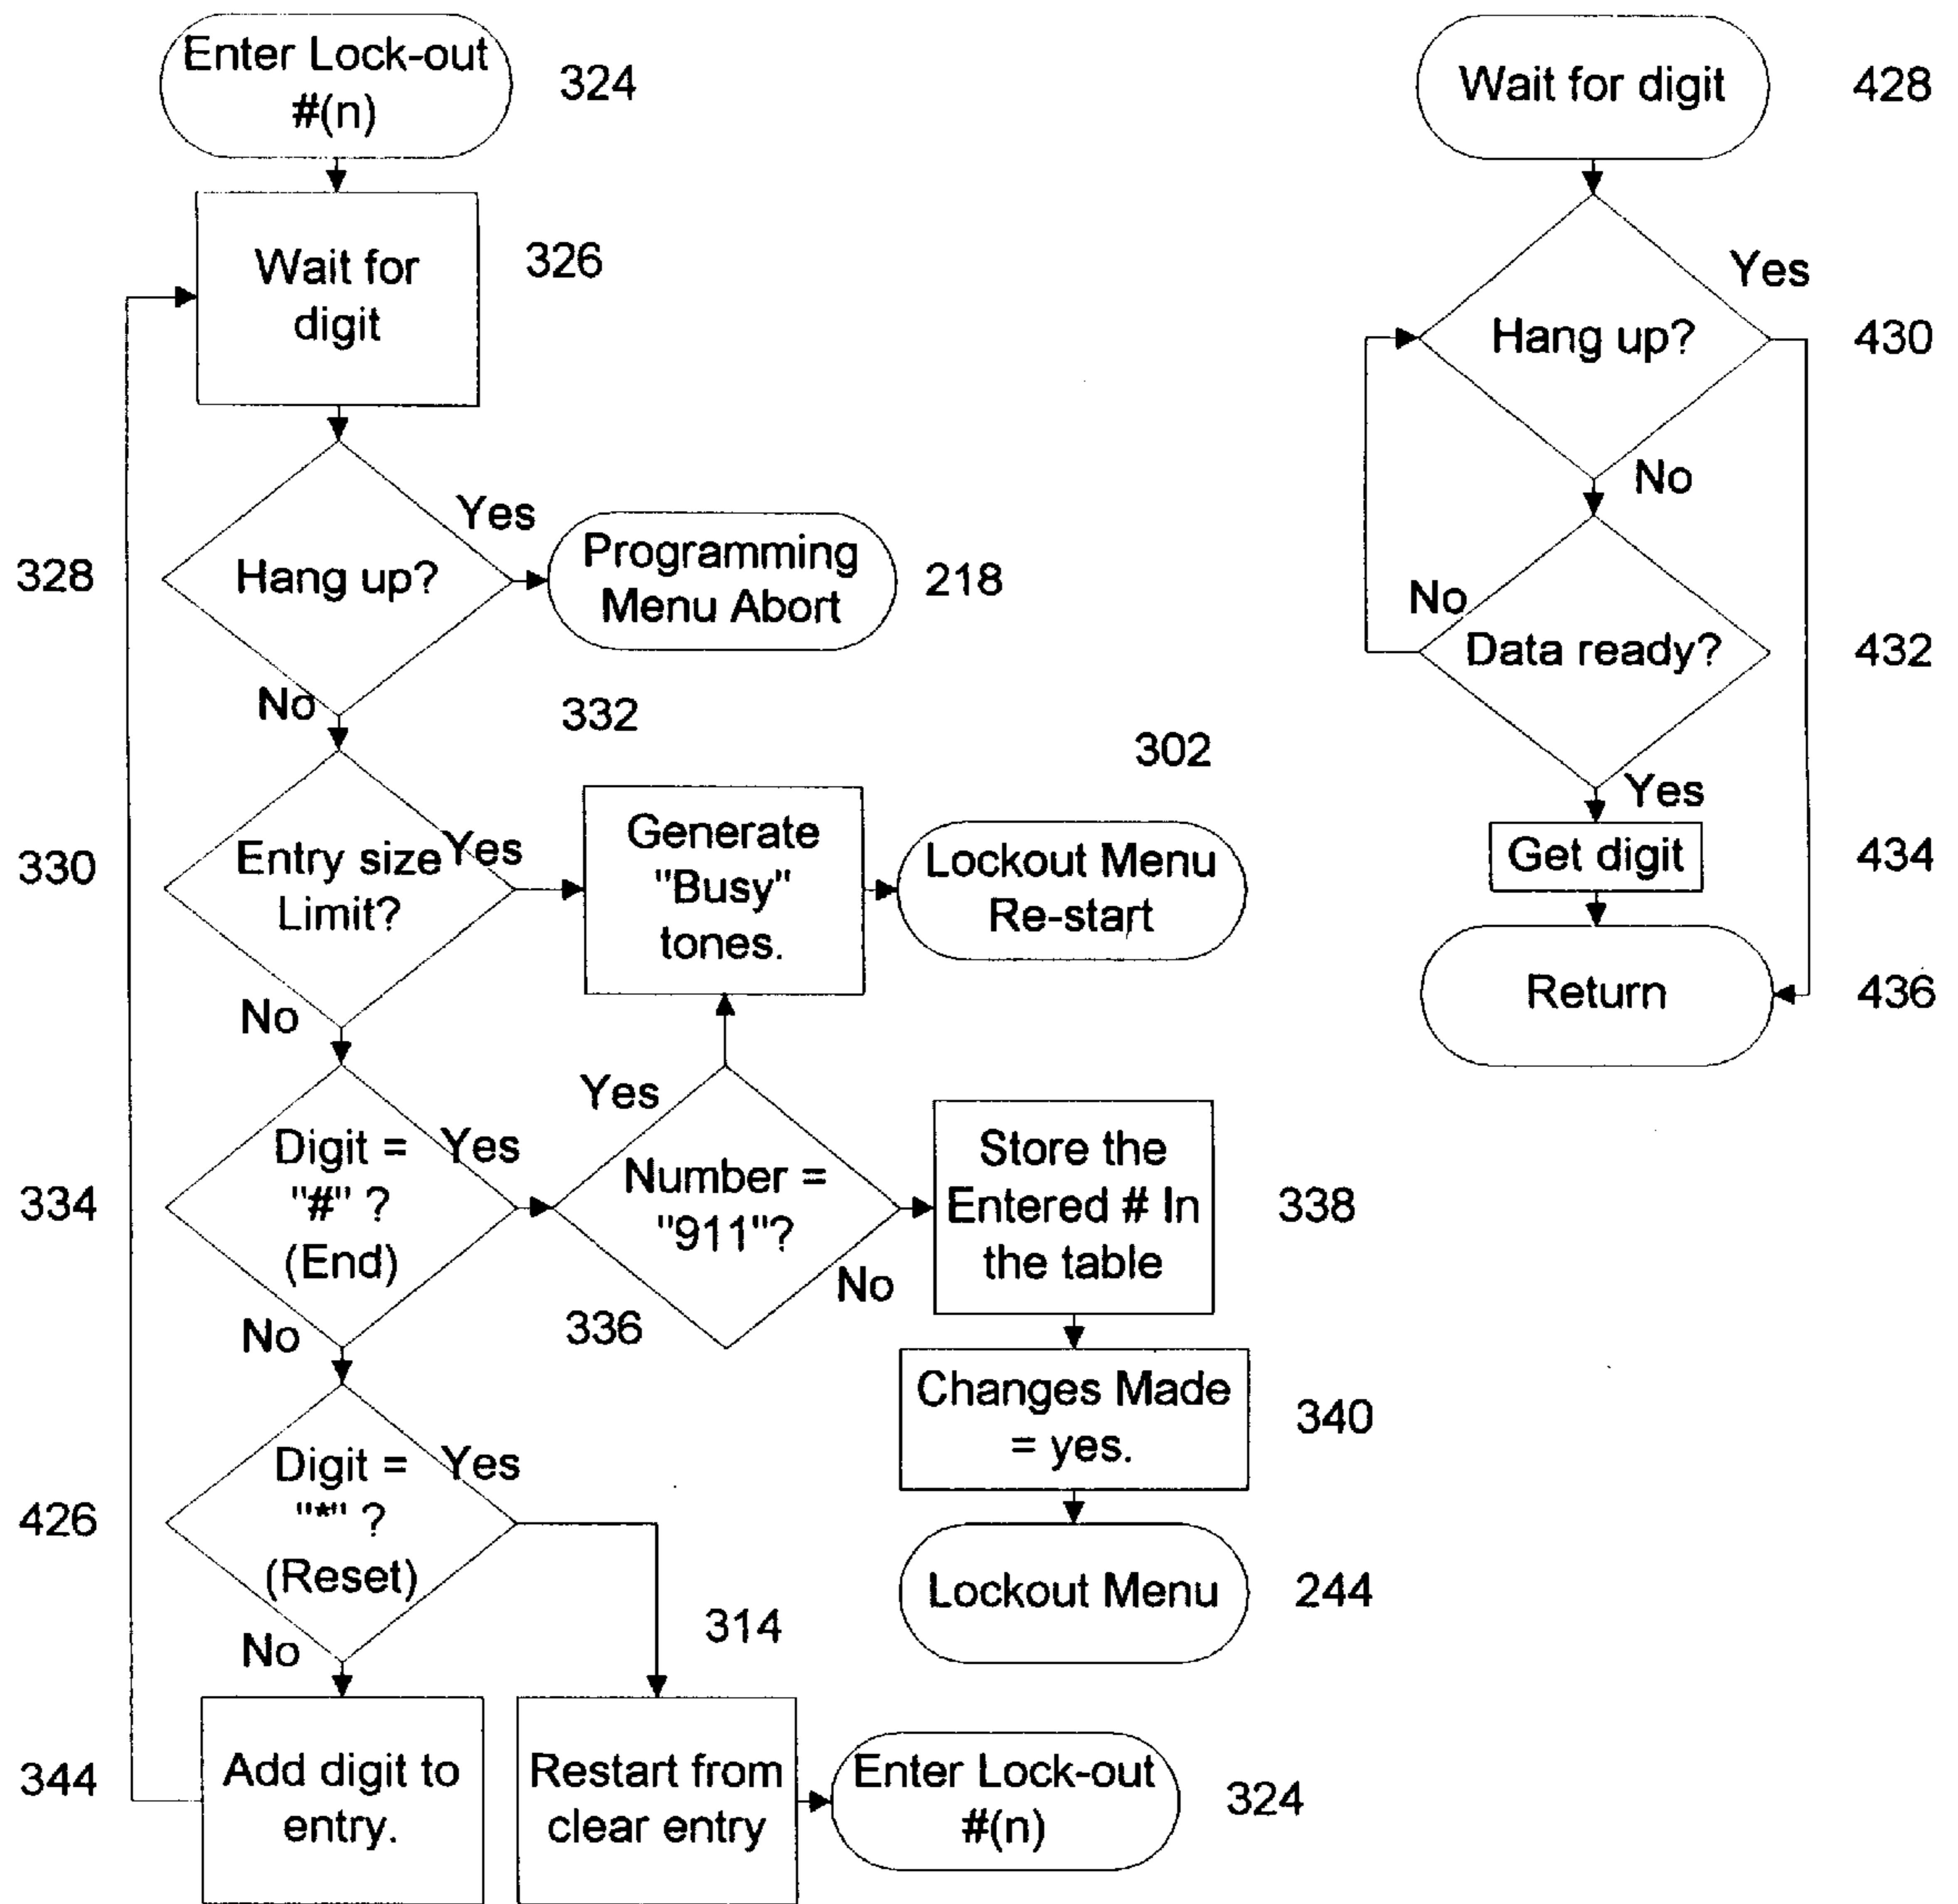 Enter Lock-out
#(n)
324
Wait for
digit
326
Hang up?
328
Yes
Programming
Menu Abort
218
No
332
Entry size
Limit?
330
Yes
Generate
"Busy"
tones.
302
Lockout Menu
Re-start
No
Digit =
"#" ?
(End)
334
Yes
Number =
"911"?
336
Yes
No
Store the
Entered # In
the table
338
Changes Made
= yes.
340
Lockout Menu
244
No
Digit =
"*" ?
(Reset)
426
Yes
314
No
Add digit to
entry.
344
Restart from
clear entry
Enter Lock-out
#(n)
324
Wait for digit
428
Hang up?
Yes
430
No
Data ready?
No
432
Yes
Get digit
434
Return
436